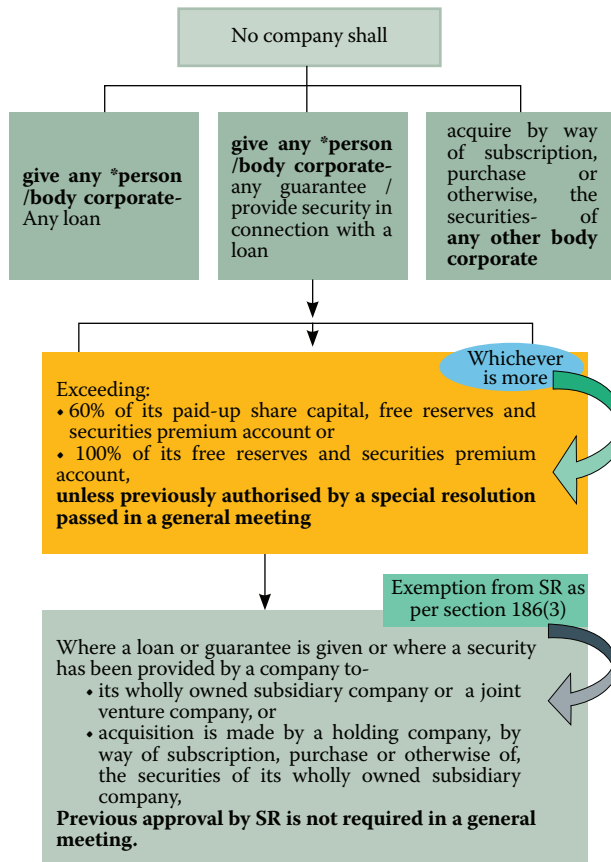 No company shall
give any *person
/body corporate-
Any loan
give any *person
/body corporate-
any guarantee /
provide security in
connection with a
loan
acquire by way
of subscription,
purchase or
otherwise, the
securities- of
any other body
corporate
Whichever
is more
Exceeding:
• 60% of its paid-up share capital, free reserves and
securities premium account or
• 100% of its free reserves and securities premium
account,
unless previously authorised by a special resolution
passed in a general meeting
Exemption from SR as
per section 186(3)
Where a loan or guarantee is given or where a security
has been provided by a company to-
• its wholly owned subsidiary company or a joint
venture company, or
• acquisition is made by a holding company, by
way of subscription, purchase or otherwise of,
the securities of its wholly owned subsidiary
company,
Previous approval by SR is not required in a general
meeting.